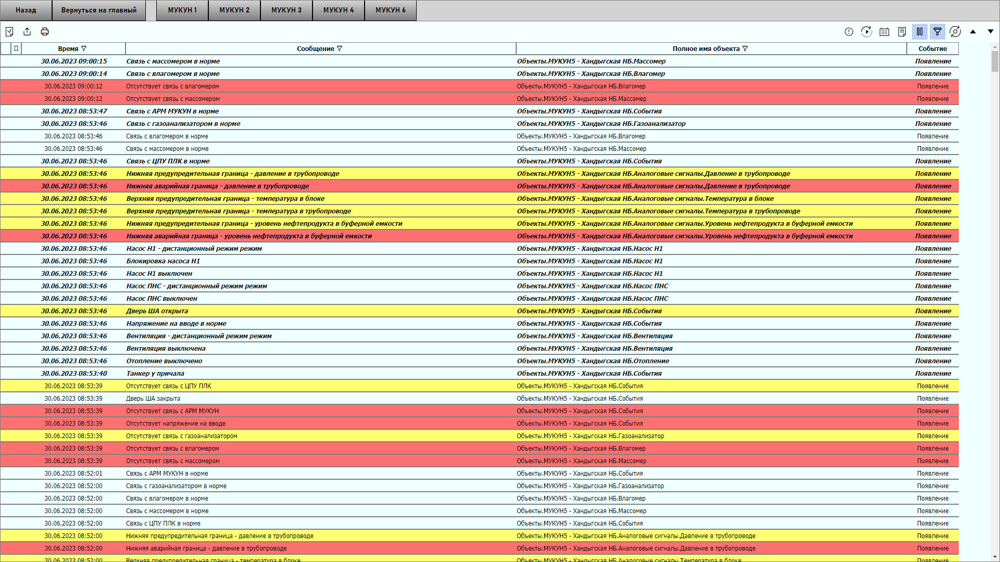 Назад Вернуться на главный МУКУН 1 МУКУН 2 МУКУН 3 МУКУН 4 МУКУН 6
Время Сообщение Полное имя объекта Событие
30.06.2023 09:00:15 Связь с массомером в норме Объекты.МУКУН5 - Хандыгская НБ.Массомер Появление
30.06.2023 09:00:14 Связь с влагомером в норме Объекты.МУКУН5 - Хандыгская НБ.Влагомер Появление
30.06.2023 09:00:12 Отсутствует связь с влагомером Объекты.МУКУН5 - Хандыгская НБ.Влагомер Появление
30.06.2023 09:00:12 Отсутствует связь с массомером Объекты.МУКУН5 - Хандыгская НБ.Массомер Появление
30.06.2023 08:53:47 Связь с АРМ МУКУН в норме Объекты.МУКУН5 - Хандыгская НБ.События Появление
30.06.2023 08:53:46 Связь с газоанализатором в норме Объекты.МУКУН5 - Хандыгская НБ.Газоанализатор Появление
30.06.2023 08:53:46 Связь с влагомером в норме Объекты.МУКУН5 - Хандыгская НБ.Влагомер Появление
30.06.2023 08:53:46 Связь с массомером в норме Объекты.МУКУН5 - Хандыгская НБ.Массомер Появление
30.06.2023 08:53:46 Связь с ЦПУ ПЛК в норме Объекты.МУКУН5 - Хандыгская НБ.События Появление
30.06.2023 08:53:46 Нижняя предупредительная граница - давление в трубопроводе Объекты.МУКУН5 - Хандыгская НБ.Аналоговые сигналы.Давление в трубопроводе Появление
30.06.2023 08:53:46 Нижняя аварийная граница - давление в трубопроводе Объекты.МУКУН5 - Хандыгская НБ.Аналоговые сигналы.Давление в трубопроводе Появление
30.06.2023 08:53:46 Верхняя предупредительная граница - температура в блоке Объекты.МУКУН5 - Хандыгская НБ.Аналоговые сигналы.Температура в блоке Появление
30.06.2023 08:53:46 Верхняя предупредительная граница - температура в трубопроводе Объекты.МУКУН5 - Хандыгская НБ.Аналоговые сигналы.Температура в трубопроводе Появление
30.06.2023 08:53:46 Нижняя предупредительная граница - уровень нефтепродукта в буферной емкости Объекты.МУКУН5 - Хандыгская НБ.Аналоговые сигналы.Уровень нефтепродукта в буферной емкости Появление
30.06.2023 08:53:46 Нижняя аварийная граница - уровень нефтепродукта в буферной емкости Объекты.МУКУН5 - Хандыгская НБ.Аналоговые сигналы.Уровень нефтепродукта в буферной емкости Появление
30.06.2023 08:53:46 Насос Н1 - дистанционный режим режим Объекты.МУКУН5 - Хандыгская НБ.Насос Н1 Появление
30.06.2023 08:53:46 Блокировка насоса Н1 Объекты.МУКУН5 - Хандыгская НБ.Насос Н1 Появление
30.06.2023 08:53:46 Насос Н1 выключен Объекты.МУКУН5 - Хандыгская НБ.Насос Н1 Появление
30.06.2023 08:53:46 Насос ПНС - дистанционный режим режим Объекты.МУКУН5 - Хандыгская НБ.Насос ПНС Появление
30.06.2023 08:53:46 Насос ПНС выключен Объекты.МУКУН5 - Хандыгская НБ.Насос ПНС Появление
30.06.2023 08:53:46 Дверь ША открыта Объекты.МУКУН5 - Хандыгская НБ.События Появление
30.06.2023 08:53:46 Напряжение на вводе в норме Объекты.МУКУН5 - Хандыгская НБ.События Появление
30.06.2023 08:53:46 Вентиляция - дистанционный режим режим Объекты.МУКУН5 - Хандыгская НБ.Вентиляция Появление
30.06.2023 08:53:46 Вентиляция выключена Объекты.МУКУН5 - Хандыгская НБ.Вентиляция Появление
30.06.2023 08:53:46 Отопление выключено Объекты.МУКУН5 - Хандыгская НБ.Отопление Появление
30.06.2023 08:53:40 Танкер у причала Объекты.МУКУН5 - Хандыгская НБ.События Появление
30.06.2023 08:53:39 Отсутствует связь с ЦПУ ПЛК Объекты.МУКУН5 - Хандыгская НБ.События Появление
30.06.2023 08:53:39 Дверь ША закрыта Объекты.МУКУН5 - Хандыгская НБ.События Появление
30.06.2023 08:53:39 Отсутствует связь с АРМ МУКУН Объекты.МУКУН5 - Хандыгская НБ.События Появление
30.06.2023 08:53:39 Отсутствует напряжение на вводе Объекты.МУКУН5 - Хандыгская НБ.События Появление
30.06.2023 08:53:39 Отсутствует связь с газоанализатором Объекты.МУКУН5 - Хандыгская НБ.Газоанализатор Появление
30.06.2023 08:53:39 Отсутствует связь с влагомером Объекты.МУКУН5 - Хандыгская НБ.Влагомер Появление
30.06.2023 08:53:39 Отсутствует связь с массомером Объекты.МУКУН5 - Хандыгская НБ.Массомер Появление
30.06.2023 08:52:01 Связь с АРМ МУКУН в норме Объекты.МУКУН5 - Хандыгская НБ.События Появление
30.06.2023 08:52:00 Связь с газоанализатором в норме Объекты.МУКУН5 - Хандыгская НБ.Газоанализатор Появление
30.06.2023 08:52:00 Связь с влагомером в норме Объекты.МУКУН5 - Хандыгская НБ.Влагомер Появление
30.06.2023 08:52:00 Связь с массомером в норме Объекты.МУКУН5 - Хандыгская НБ.Массомер Появление
30.06.2023 08:52:00 Связь с ЦПУ ПЛК в норме Объекты.МУКУН5 - Хандыгская НБ.События Появление
30.06.2023 08:52:00 Нижняя предупредительная граница - давление в трубопроводе Объекты.МУКУН5 - Хандыгская НБ.Аналоговые сигналы.Давление в трубопроводе Появление
30.06.2023 08:52:00 Нижняя аварийная граница - давление в трубопроводе Объекты.МУКУН5 - Хандыгская НБ.Аналоговые сигналы.Давление в трубопроводе Появление
30.06.2023 08:52:00 Верхняя предупредительная граница - температура в блоке Объекты.МУКУН5 - Хандыгская НБ.Аналоговые сигналы.Температура в блоке Появление